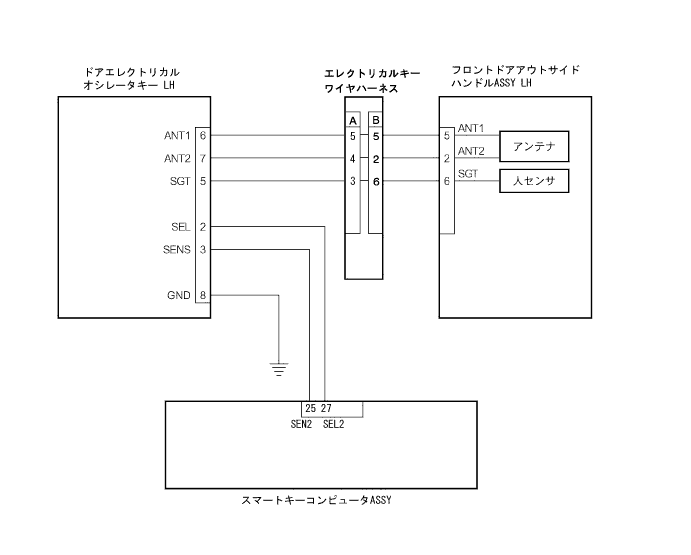 ドアエレクトリカル
オシレータキー LH
エレクトリカルキー
ワイヤハーネス
フロントドアアウトサイド
ハンドルASSY LH
A B
ANT1 6 5 5 5 ANT1
アンテナ
ANT2 7 4 2 2 ANT2
SGT 5 3 6 6 SGT
人センサ
SEL 2
SENS 3
GND 8
25 27
SEN2 SEL2
スマートキーコンピュータASSY